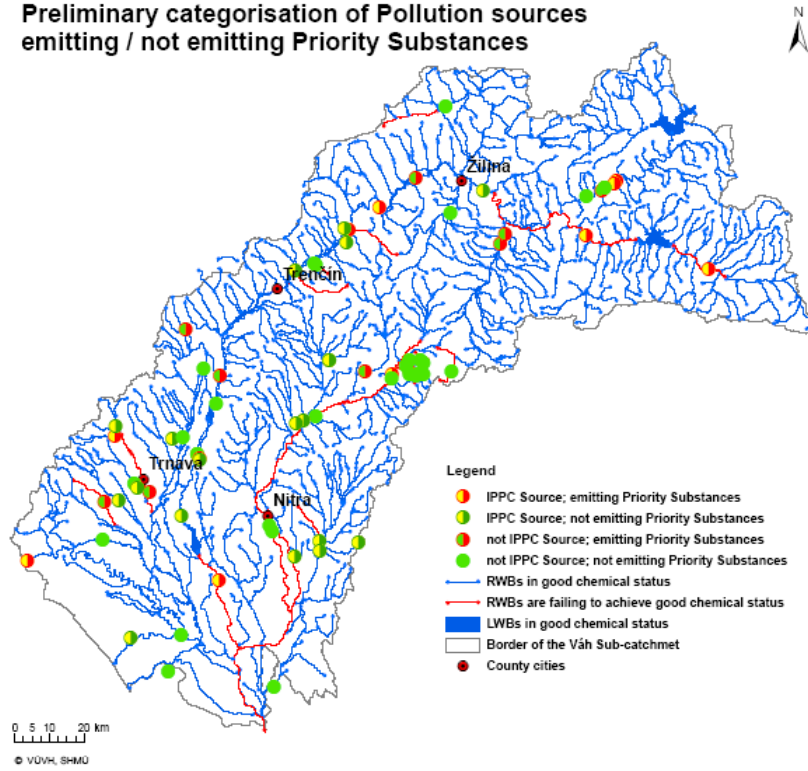 Preliminary categorisation of Pollution sources
emitting / not emitting Priority Substances
N
Žilina
Trenčín
Trnava
Nitra
Legend
IPPC Source; emitting Priority Substances
IPPC Source; not emitting Priority Substances
not IPPC Source; emitting Priority Substances
not IPPC Source; not emitting Priority Substances
RWBs in good chemical status
RWBs are failing to achieve good chemical status
LWBs in good chemical status
Border of the Váh Sub-catchmet
County cities
0 5 10 20 km
© VÚVH, SHMÚ